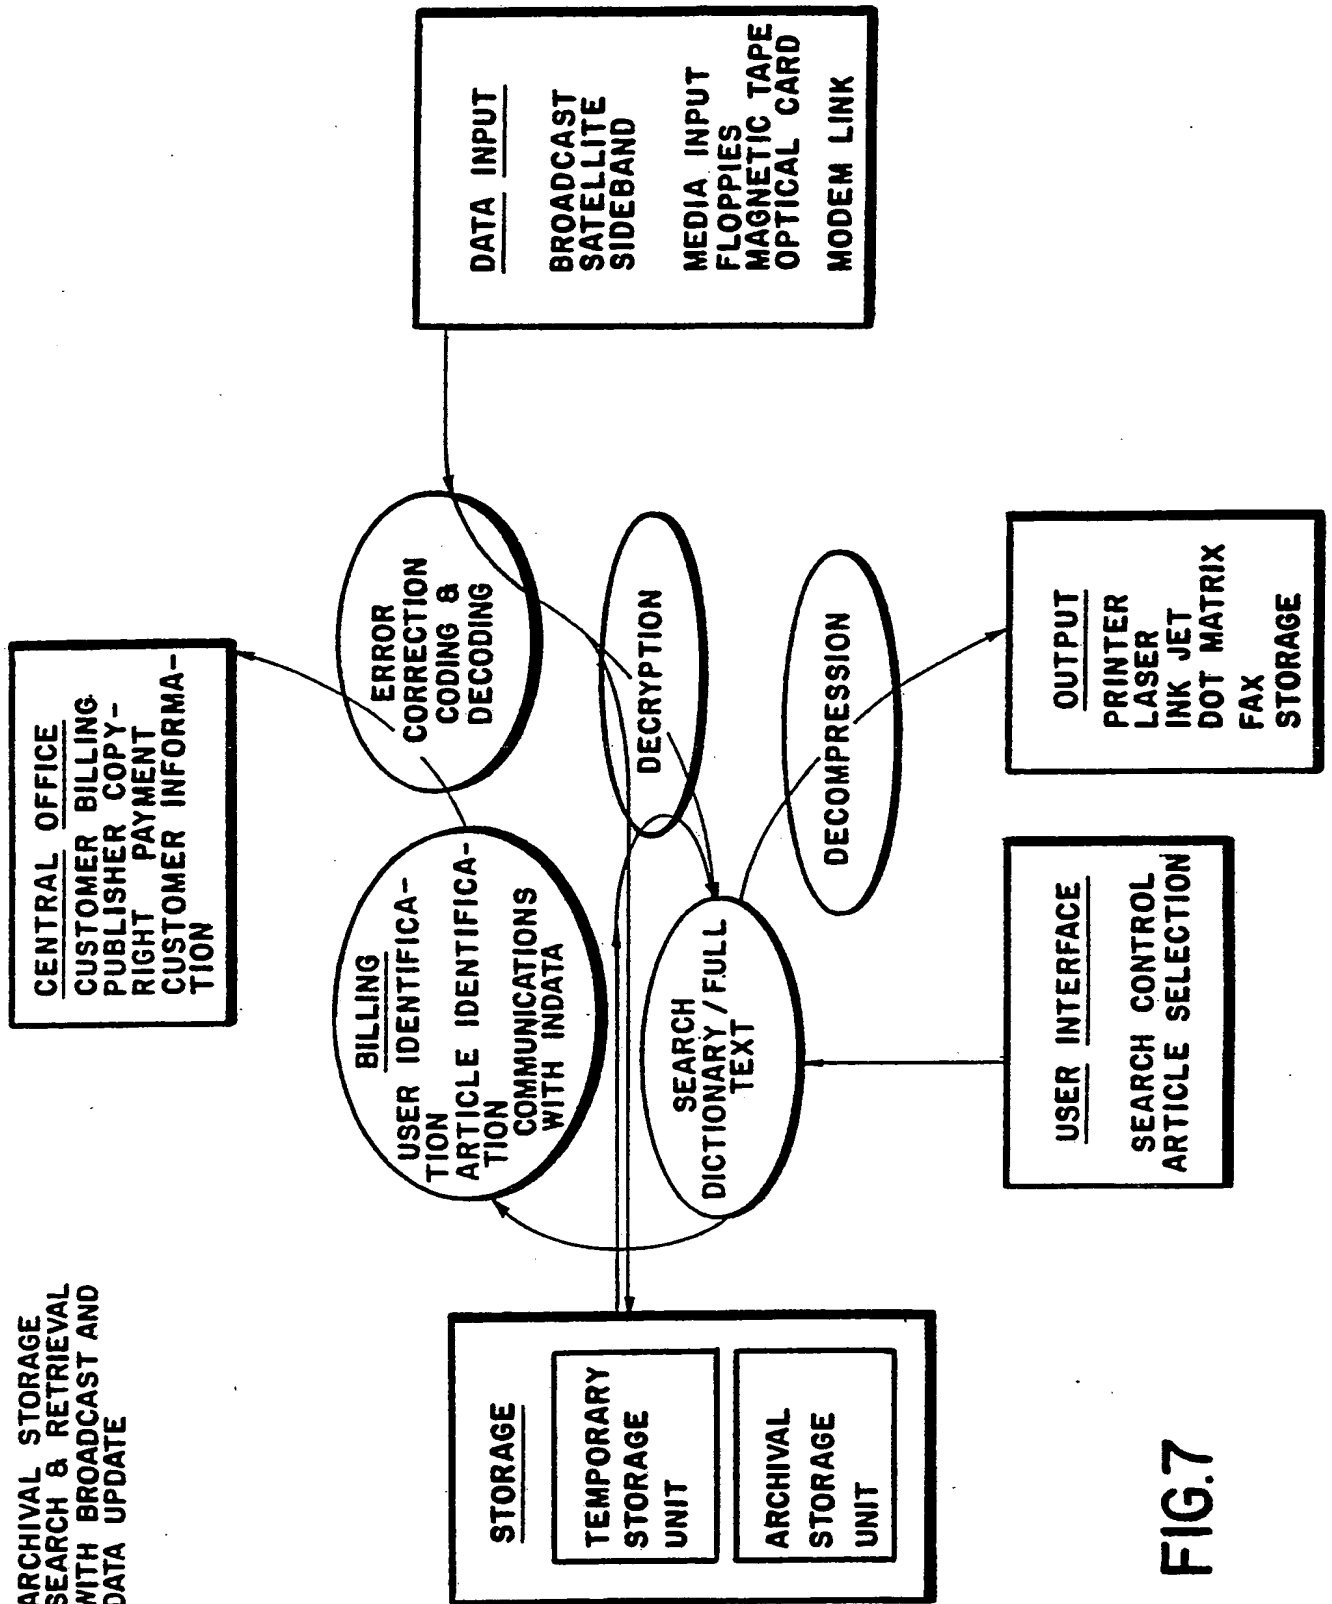 ARCHIVAL STORAGE
SEARCH & RETRIEVAL
WITH BROADCAST AND
DATA UPDATE
CENTRAL OFFICE
CUSTOMER BILLING
PUBLISHER COPY-
RIGHT PAYMENT
CUSTOMER INFORMA-
TION
BILLING
USER IDENTIFICA-
TION
ARTICLE IDENTIFICA-
TION
COMMUNICATIONS
WITH INDATA
ERROR
CORRECTION
CODING &
DECODING
DATA INPUT
BROADCAST
SATELLITE
SIDEBAND
MEDIA INPUT
FLOPPIES
MAGNETIC TAPE
OPTICAL CARD
MODEM LINK
STORAGE
TEMPORARY
STORAGE
UNIT
ARCHIVAL
STORAGE
UNIT
SEARCH
DICTIONARY/FULL
TEXT
DECRYPTION
DECOMPRESSION
USER INTERFACE
SEARCH CONTROL
ARTICLE SELECTION
OUTPUT
PRINTER
LASER
INK JET
DOT MATRIX
FAX
STORAGE
FIG.7